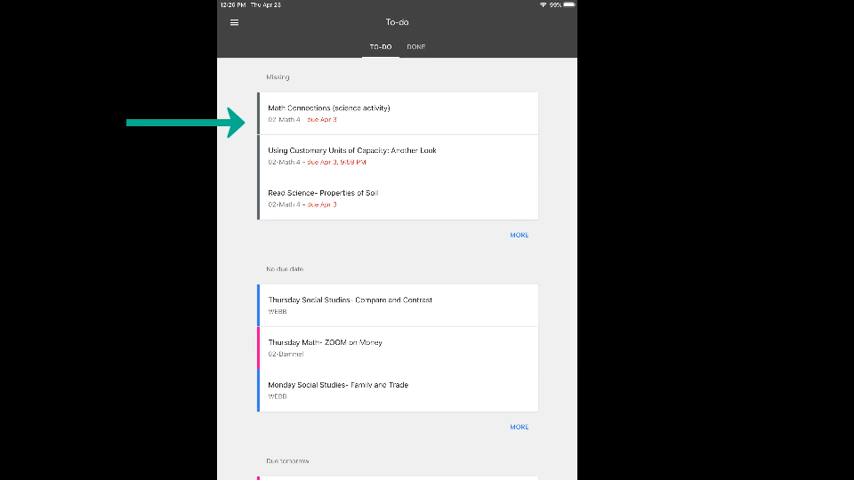 12:26 PM Thu Apr 23
99%
To-do
TO-DO DONE
Missing
Math Connections (science activity)
02-Math 4 – due Apr 3
Using Customary Units of Capacity: Another Look
02-Math 4 – due Apr 3, 9:59 PM
Read Science- Properties of Soil
02-Math 4 – due Apr 3
MORE
No due date
Thursday Social Studies- Compare and Contrast
WEBB
Thursday Math- ZOOM on Money
Monday Social Studies- Family and Trade
WEBB
MORE
Due tomorrow